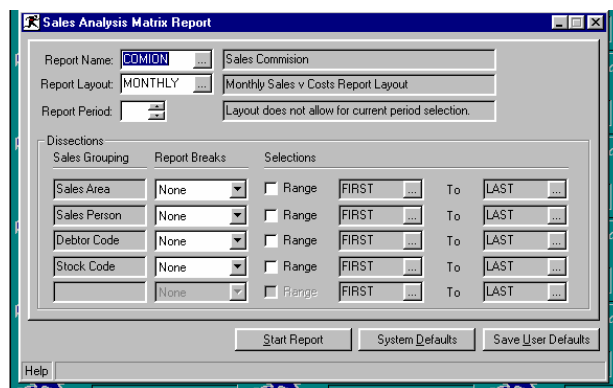 Sales Analysis Matrix Report
Report Name: COMION ... Sales Commision
Report Layout: MONTHLY ... Monthly Sales v Costs Report Layout
Report Period: Layout does not allow for current period selection.
Dissections
Sales Grouping Report Breaks Selections
Sales Area None Range FIRST ... To LAST ...
Sales Person None Range FIRST ... To LAST ...
Debtor Code None Range FIRST ... To LAST ...
Stock Code None Range FIRST ... To LAST ...
None Range FIRST ... To LAST ...
Start Report System Defaults Save User Defaults
Help